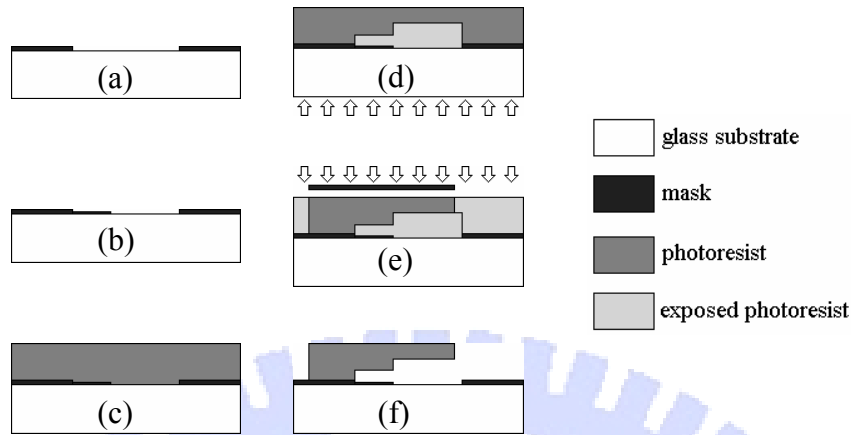 (a)
(b)
(c)
(d)
(e)
(f)
glass substrate
mask
photoresist
exposed photoresist